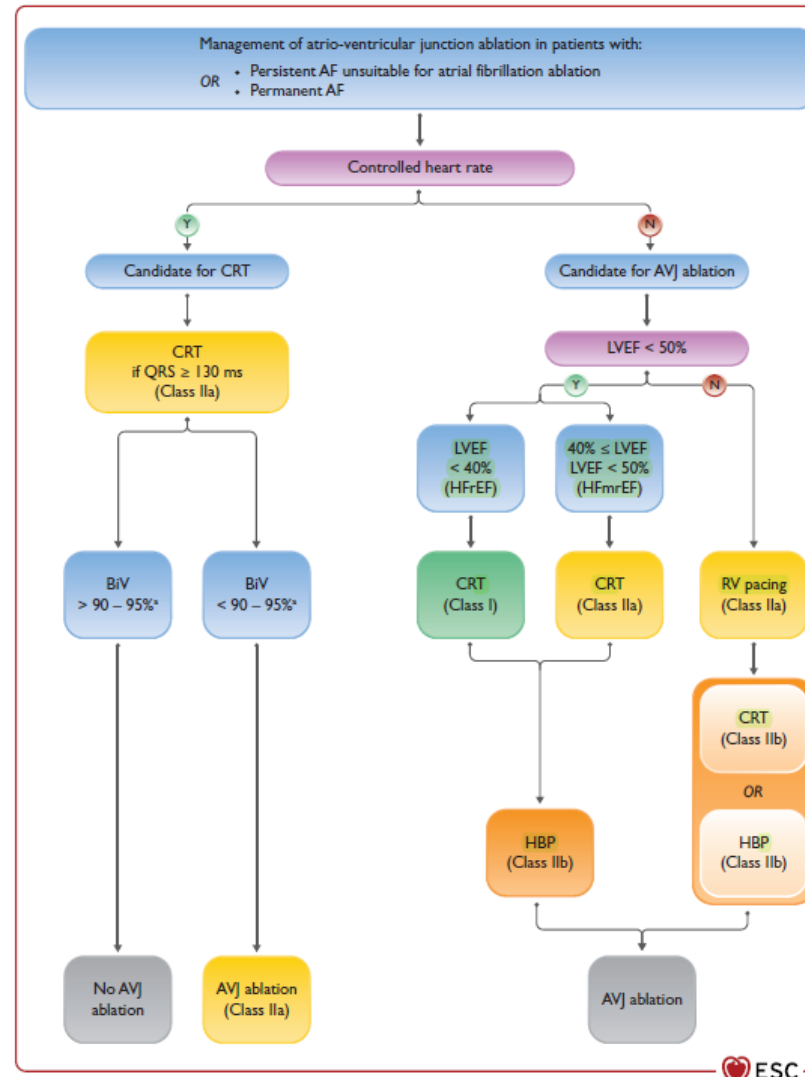 Management of atrio-ventricular junction ablation in patients with:
OR
• Persistent AF unsuitable for atrial fibrillation ablation
• Permanent AF
Controlled heart rate
Y
N
Candidate for CRT
Candidate for AVJ ablation
CRT
if QRS ≥ 130 ms
(Class IIa)
LVEF < 50%
Y
N
LVEF
< 40%
(HFrEF)
40% ≤ LVEF
LVEF < 50%
(HFmrEF)
BiV
> 90 – 95%ᵃ
BiV
< 90 – 95%ᵃ
CRT
(Class I)
CRT
(Class IIa)
RV pacing
(Class IIa)
CRT
(Class IIb)
OR
HBP
(Class IIb)
HBP
(Class IIb)
No AVJ
ablation
AVJ ablation
(Class IIa)
AVJ ablation
ESC